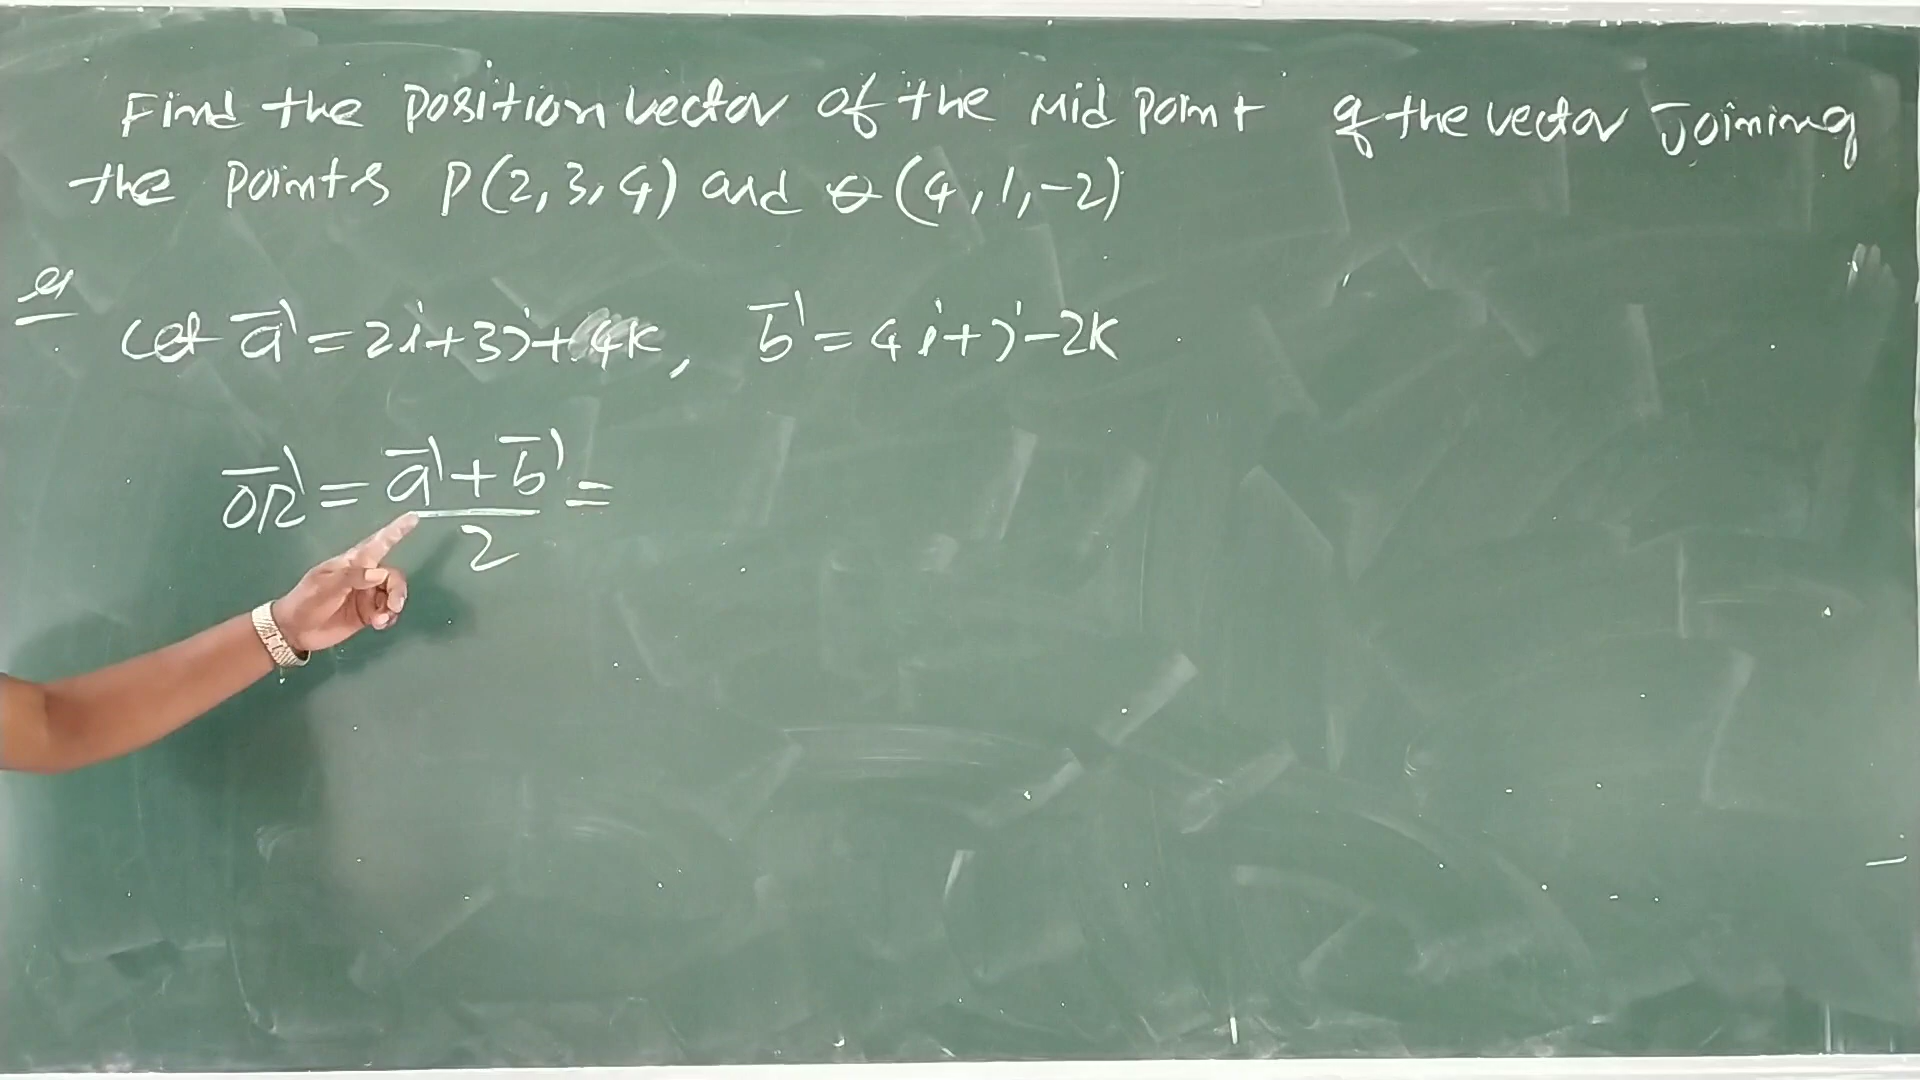 Find the position vector of the Mid Point of the vector Joining
the points P(2,3,4) and Q(4,1,-2)
Let a⃗ = 2i+3j+4k, b⃗ = 4i+j-2k
OR⃗ = (a⃗+b⃗)/2 =